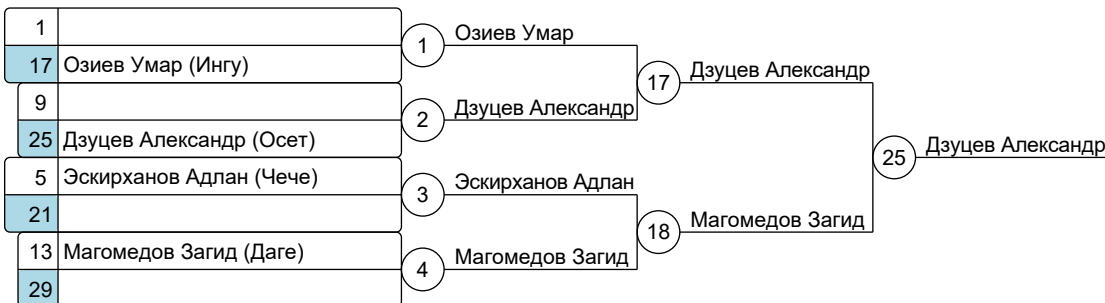 1
17 Озиев Умар (Ингу)
9
25 Дзуцев Александр (Осет)
5 Эскирханов Адлан (Чече)
21
13 Магомедов Загид (Даге)
29
1 Озиев Умар
2 Дзуцев Александр
3 Эскирханов Адлан
4 Магомедов Загид
17 Дзуцев Александр
18 Магомедов Загид
25 Дзуцев Александр